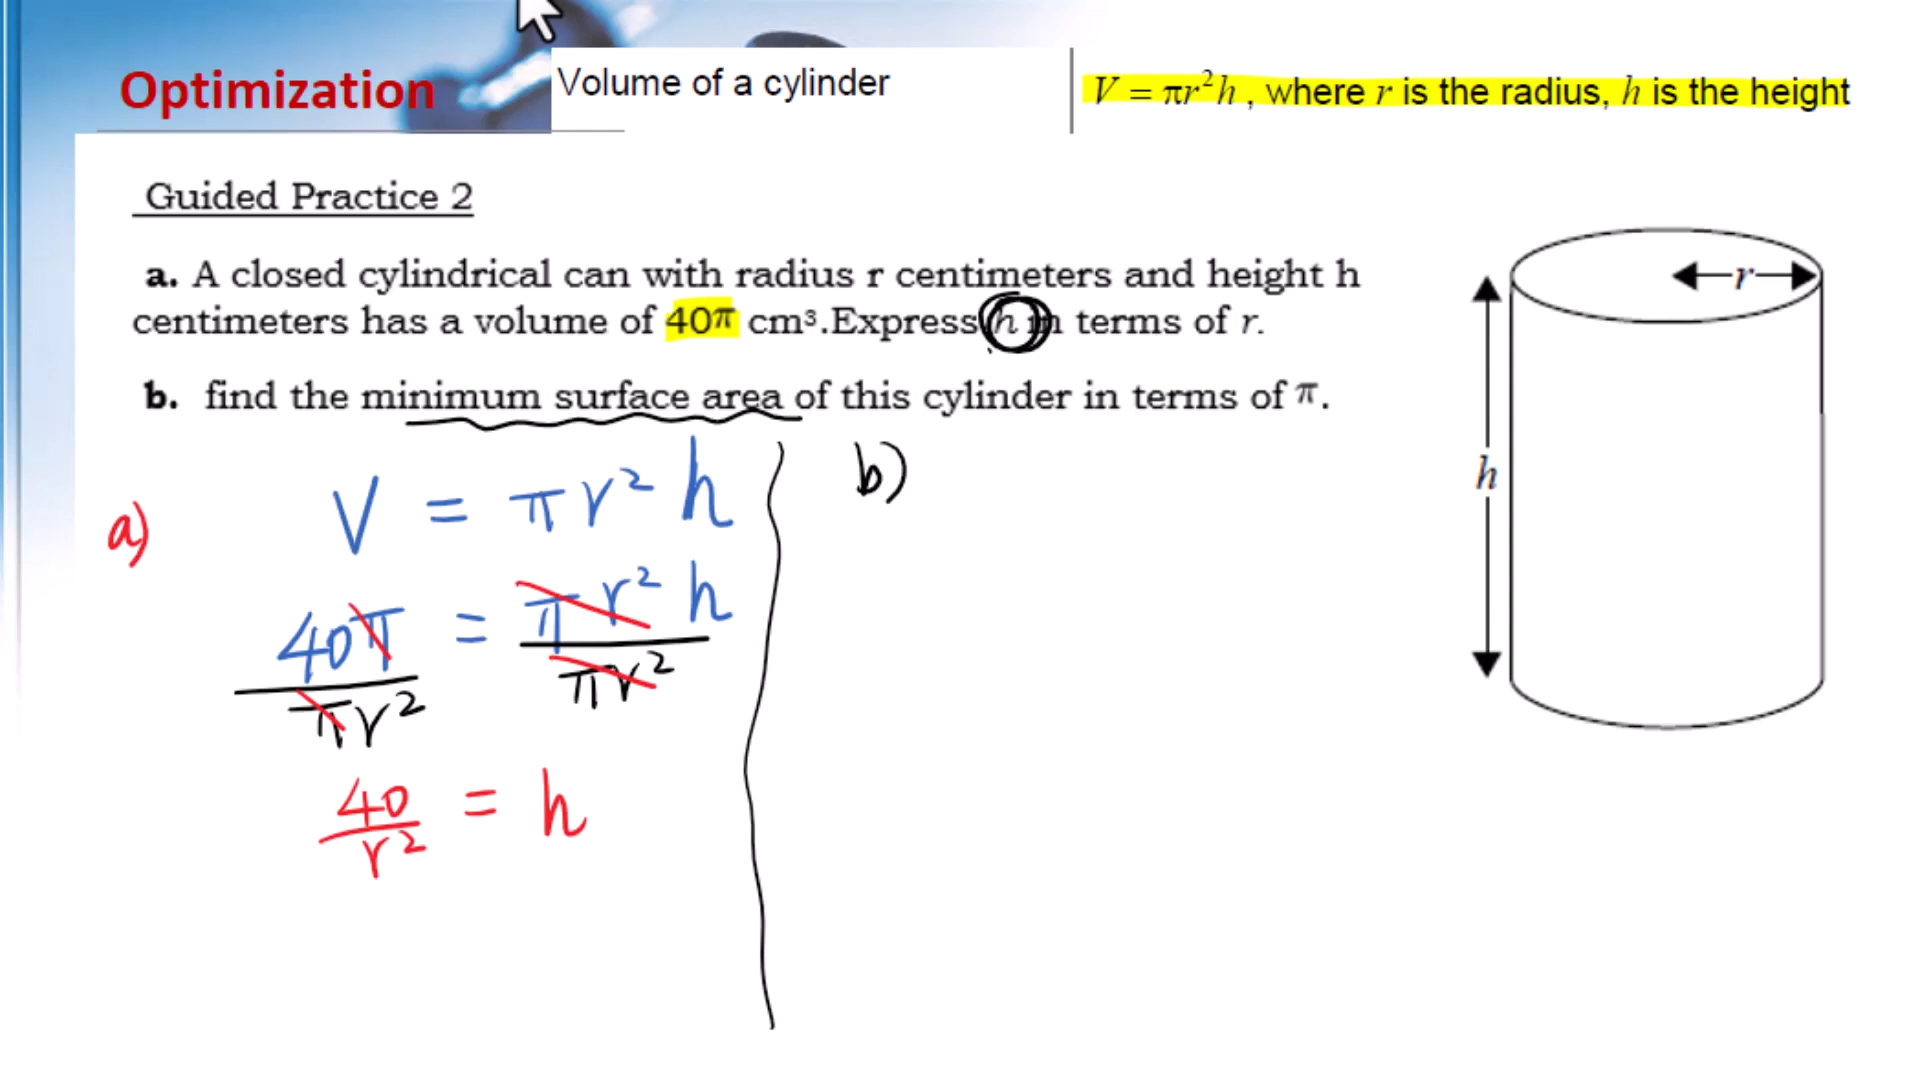 Optimization
Volume of a cylinder
V = πr²h , where r is the radius, h is the height
Guided Practice 2
a. A closed cylindrical can with radius r centimeters and height h
centimeters has a volume of 40π cm³.Express h in terms of r.
b. find the minimum surface area of this cylinder in terms of π.
a)
V = πr² h
40π = πr² h
πr² πr²
40 = h
r²
b)
r
h